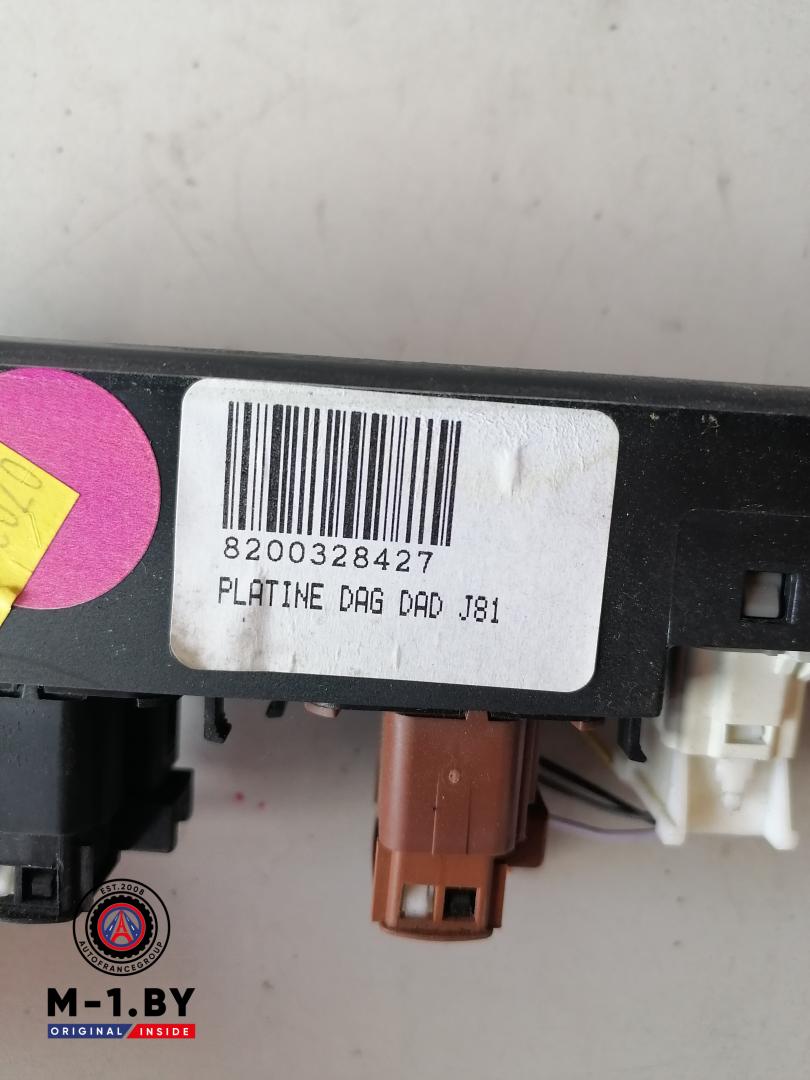 8200328427
PLATINE DAG DAD J81
EST.2008
AUTOFRANCEGROUP
M-1.BY
ORIGINAL INSIDE